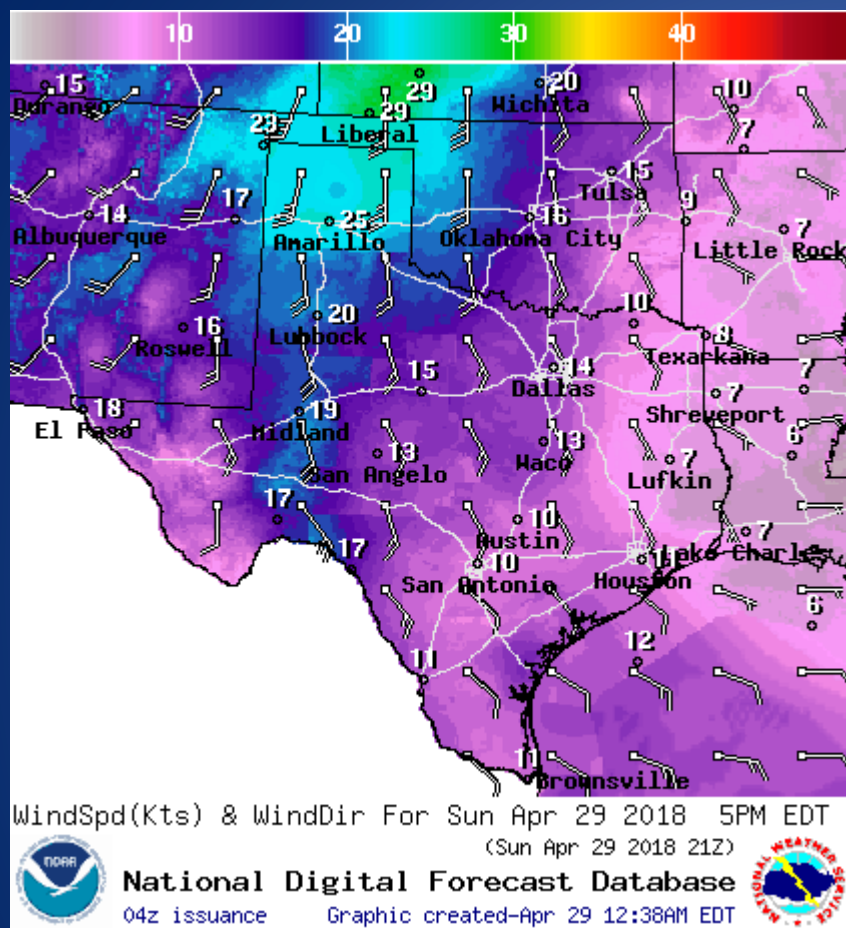 10 20 30 40
15 29 20 10
Durango Wichita
29
Liberal
23 7
15
Tulsa
14 17 25 16 9 7
Albuquerque Amarillo Oklahoma City Little Rock
16 20 10 8
Roswell Lubbock Texarkana
15 14 7 7
Dallas
Shreveport
18 19
El Paso Midland
13 13 7 6
San Angelo Waco Lufkin
17 10 7
Austin Lake Charles
17 10
San Antonio Houston
6
11 12
11
Brownsville
WindSpd(Kts) & WindDir For Sun Apr 29 2018 5PM EDT
(Sun Apr 29 2018 21Z)
NOAA
NATIONAL WEATHER SERVICE
National Digital Forecast Database
04z issuance Graphic created-Apr 29 12:38AM EDT